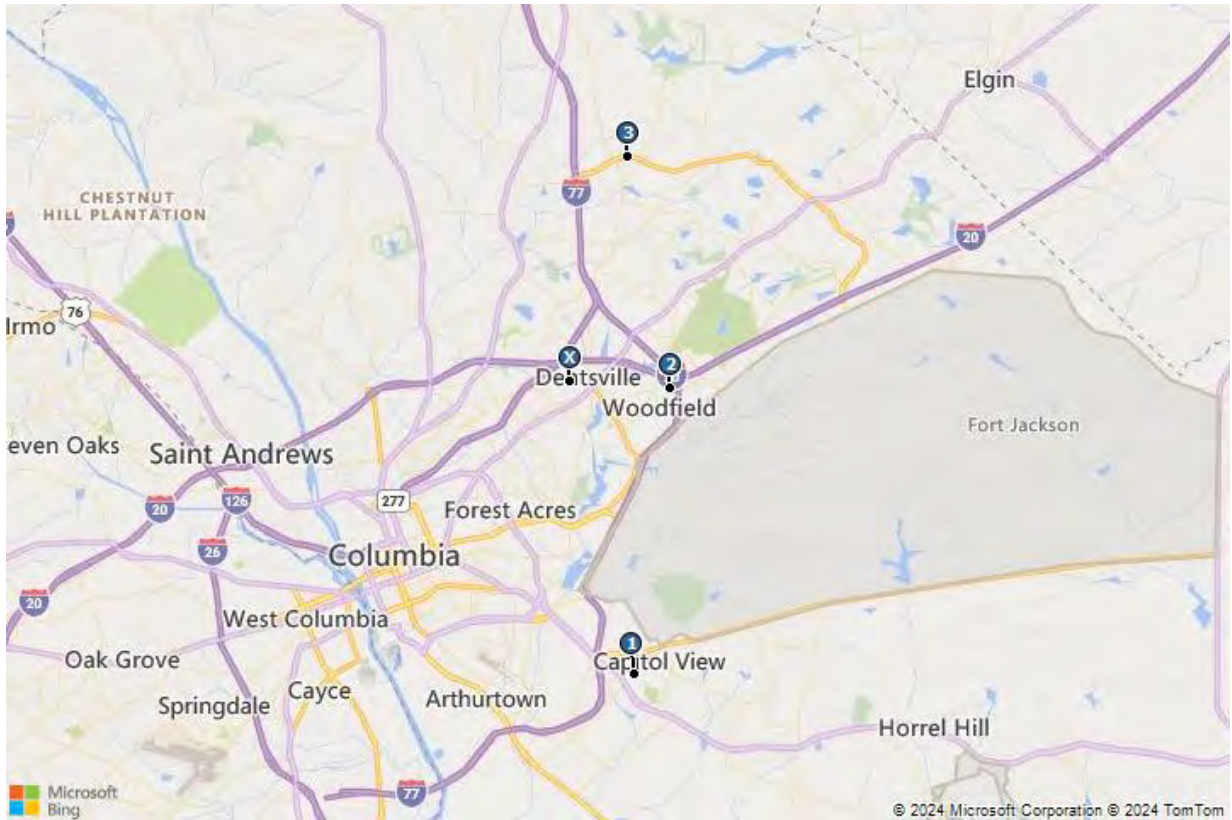 Elgin
3
77
CHESTNUT
HILL PLANTATION
20
76
Irmo
X
2
Dentsville
Woodfield
Fort Jackson
even Oaks
Saint Andrews
277
20
126
Forest Acres
26
Columbia
20
West Columbia
1
Capitol View
Oak Grove
Cayce
Arthurtown
Springdale
Horrel Hill
77
Microsoft
Bing
© 2024 Microsoft Corporation © 2024 TomTom